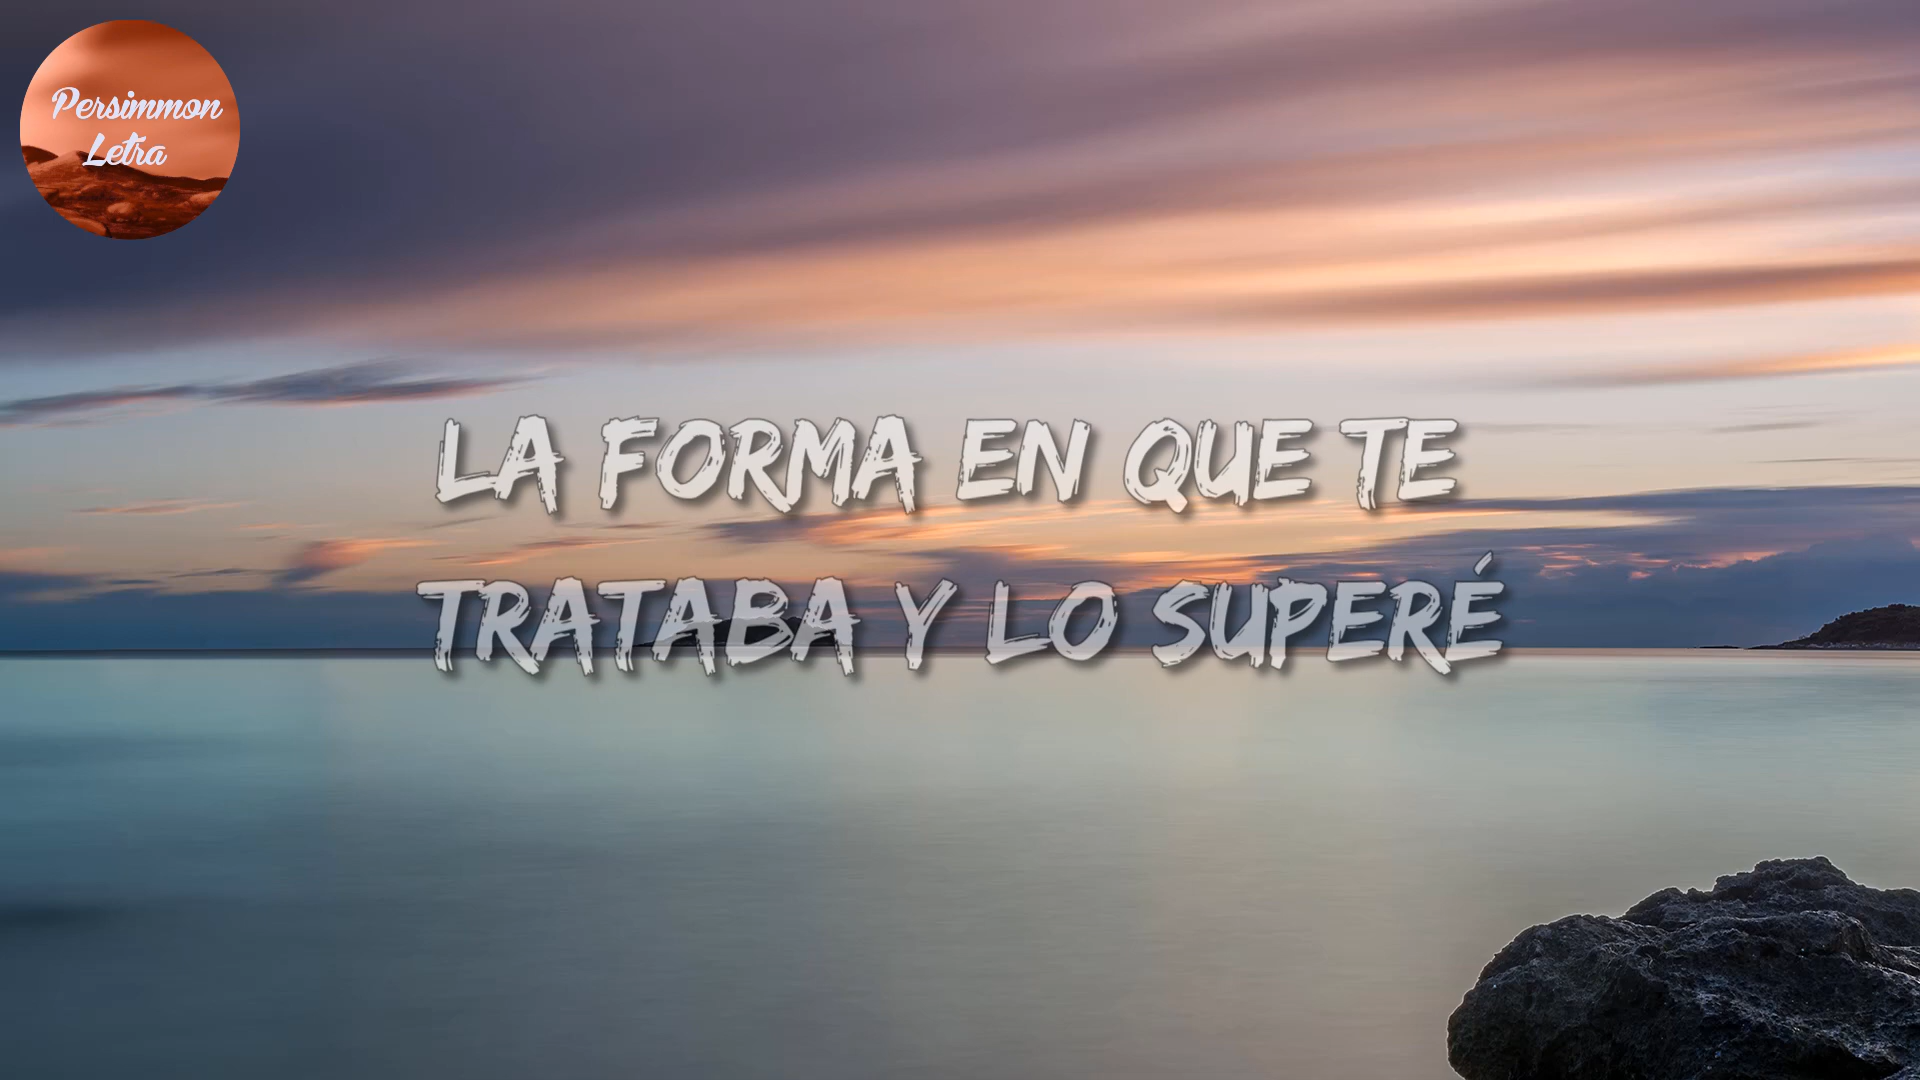 Persimmon
Letra
LA FORMA EN QUE TE
TRATABA Y LO SUPERÉ